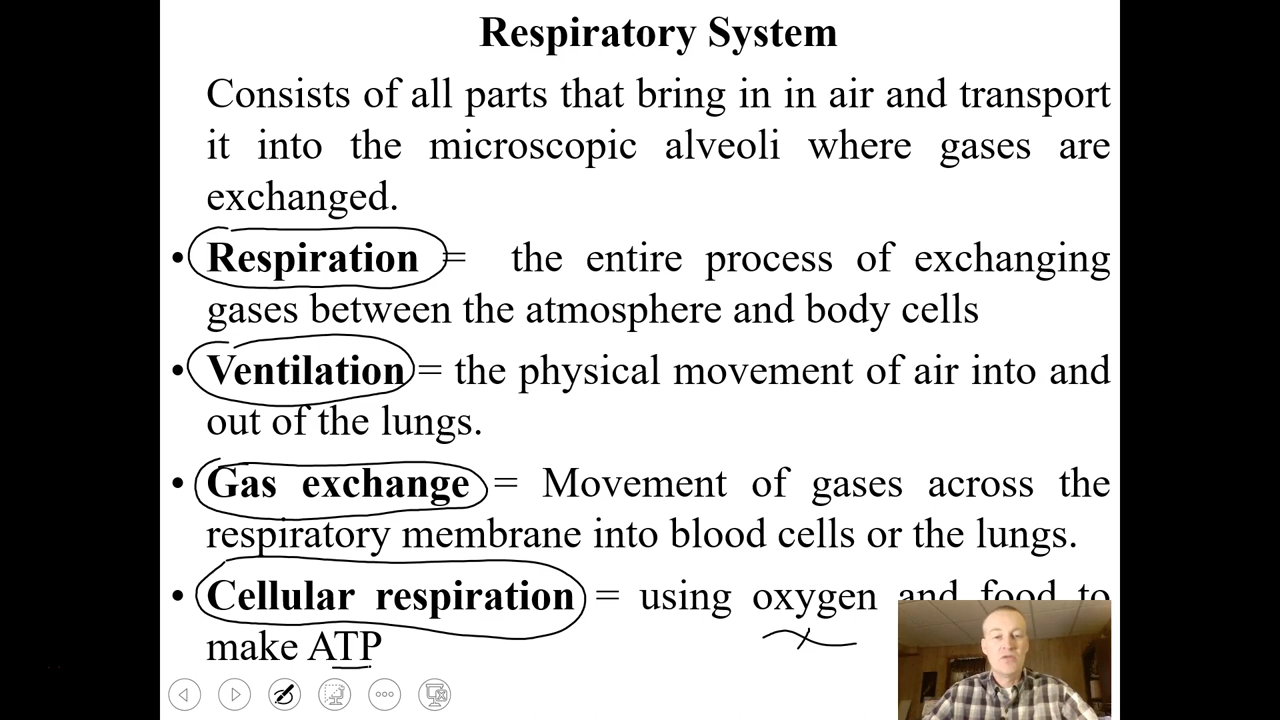 Respiratory System
Consists of all parts that bring in in air and transport
it into the microscopic alveoli where gases are
exchanged.
• Respiration = the entire process of exchanging
gases between the atmosphere and body cells
• Ventilation = the physical movement of air into and
out of the lungs.
• Gas exchange = Movement of gases across the
respiratory membrane into blood cells or the lungs.
• Cellular respiration = using oxygen and food to
make ATP